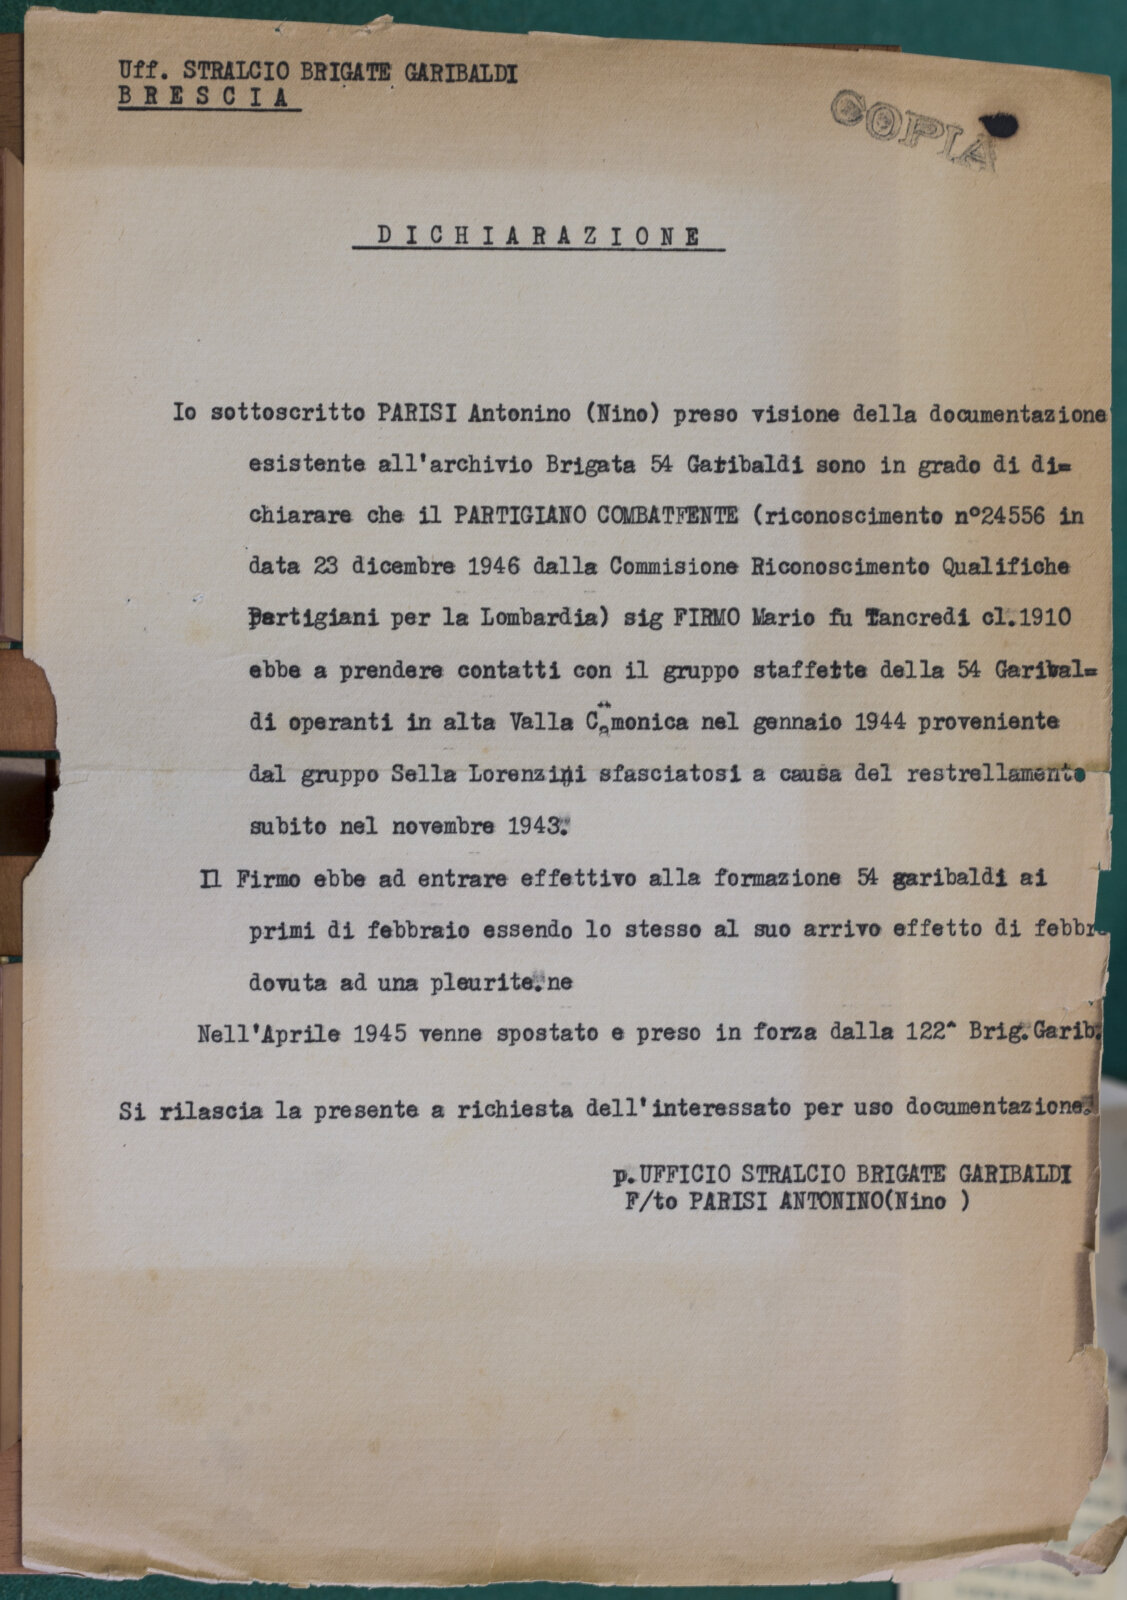 Uff. STRALCIO BRIGATE GARIBALDI
BRESCIA
COPIA
DICHIARAZIONE
Io sottoscritto PARISI Antonino (Nino) preso visione della documentazione
esistente all'archivio Brigata 54 Garibaldi sono in grado di di=
chiarare che il PARTIGIANO COMBATFENTE (riconoscimento n°24556 in
data 23 dicembre 1946 dalla Commisione Riconoscimento Qualifiche
Partigiani per la Lombardia) sig FIRMO Mario fu Tancredi cl.1910
ebbe a prendere contatti con il gruppo staffette della 54 Garibal=
di operanti in alta Valla Camonica nel gennaio 1944 proveniente
dal gruppo Sella Lorenzini sfasciatosi a causa del restrellamento
subito nel novembre 1943.
Il Firmo ebbe ad entrare effettivo alla formazione 54 garibaldi ai
primi di febbraio essendo lo stesso al suo arrivo effetto di febbre
dovuta ad una pleurite.ne
Nell'Aprile 1945 venne spostato e preso in forza dalla 122^ Brig.Garib.
Si rilascia la presente a richiesta dell'interessato per uso documentazione.
p.UFFICIO STRALCIO BRIGATE GARIBALDI
F/to PARISI ANTONINO(Nino )